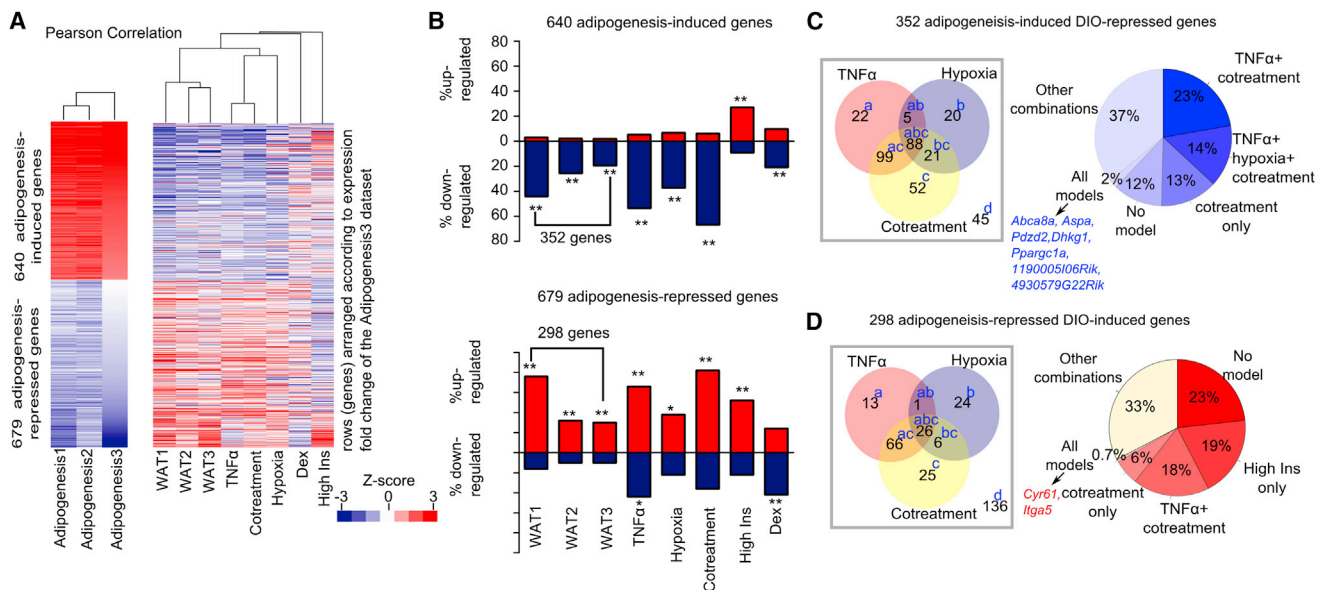 A
Pearson Correlation
640 adipogenesis-
induced genes
679 adipogenesis-
repressed genes
rows (genes) arranged according to expression
fold change of the Adipogenesis3 dataset
Adipogenesis1
Adipogenesis2
Adipogenesis3
WAT1
WAT2
WAT3
TNFα
Cotreatment
Hypoxia
Dex
High Ins
Z-score
-3 0 3
B
640 adipogenesis-induced genes
%up-
regulated
% down-
regulated
80
60
40
20
0
20
40
60
80
**
**
**
**
**
**
**
**
352 genes
679 adipogenesis-repressed genes
298 genes
%up-
regulated
% down-
regulated
**
**
**
**
*
**
**
*
**
WAT1
WAT2
WAT3
TNFα
Hypoxia
Cotreatment
High Ins
Dex
C
352 adipogeneisis-induced DIO-repressed genes
TNFα
Hypoxia
a
22
ab
5
b
20
abc
88
ac
99
bc
21
c
52
d
45
Cotreatment
TNFα+
cotreatment
23%
TNFα+
hypoxia+
cotreatment
14%
cotreatment
only
13%
No
model
12%
All
models
2%
Other
combinations
37%
Abca8a, Aspa,
Pdzd2,Dhkg1,
Ppargc1a,
1190005I06Rik,
4930579G22Rik
D
298 adipogeneisis-repressed DIO-induced genes
TNFα
Hypoxia
a
13
ab
1
b
24
abc
26
ac
66
bc
6
c
25
d
136
Cotreatment
No
model
23%
High Ins
only
19%
TNFα+
cotreatment
18%
cotreatment
only
6%
All
models
0.7%
Other
combinations
33%
Cyr61,
Itga5